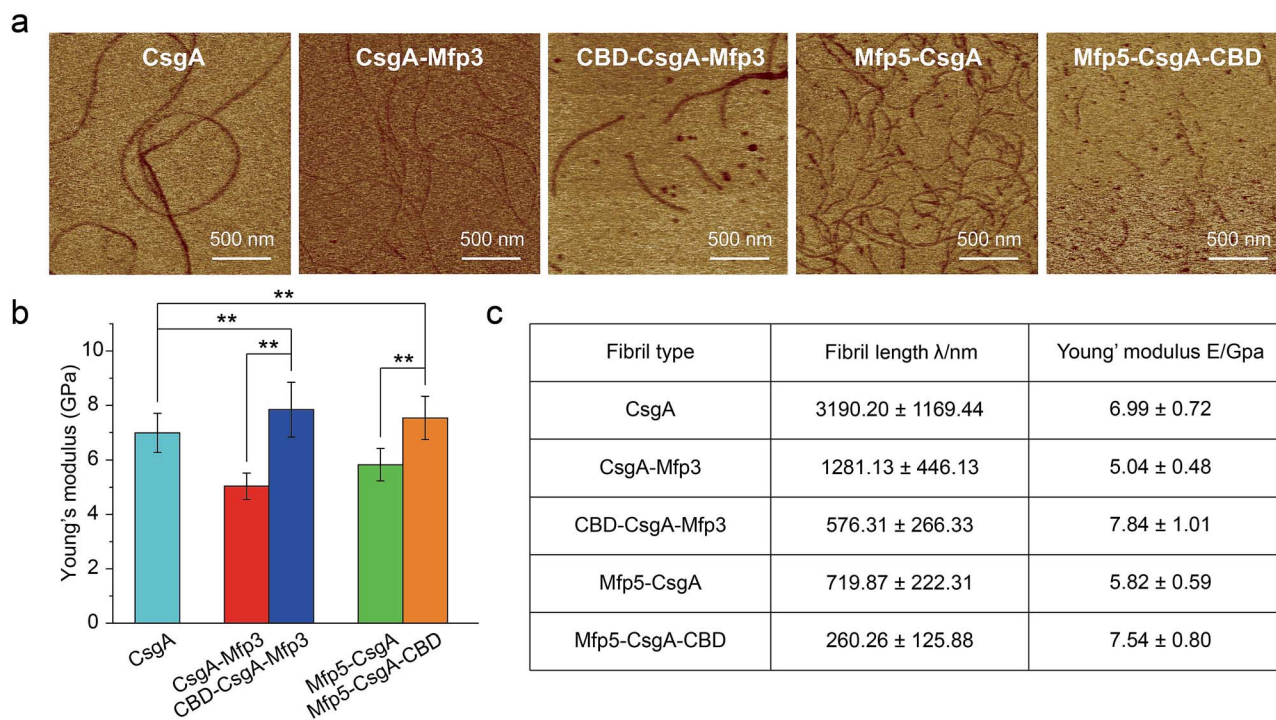 a
CsgA
CsgA-Mfp3
CBD-CsgA-Mfp3
Mfp5-CsgA
Mfp5-CsgA-CBD
500 nm
500 nm
500 nm
500 nm
500 nm
b
**
**
**
**
Young's modulus (GPa)
10
8
6
4
2
0
CsgA
CsgA-Mfp3
CBD-CsgA-Mfp3
Mfp5-CsgA
Mfp5-CsgA-CBD
c
Fibril type Fibril length λ/nm Young' modulus E/Gpa
CsgA 3190.20 ± 1169.44 6.99 ± 0.72
CsgA-Mfp3 1281.13 ± 446.13 5.04 ± 0.48
CBD-CsgA-Mfp3 576.31 ± 266.33 7.84 ± 1.01
Mfp5-CsgA 719.87 ± 222.31 5.82 ± 0.59
Mfp5-CsgA-CBD 260.26 ± 125.88 7.54 ± 0.80